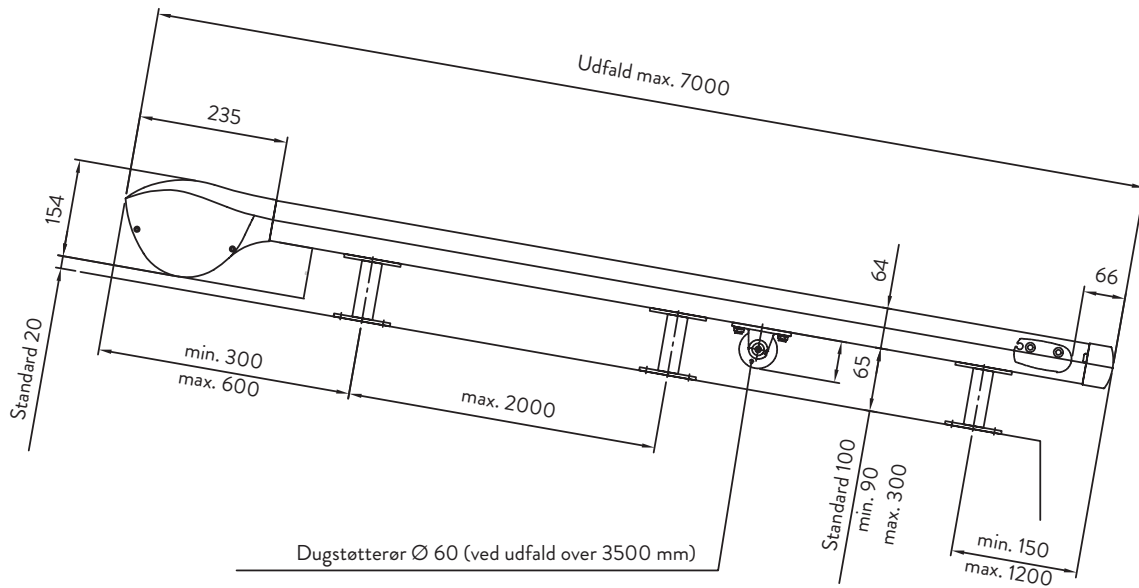 Udfald max. 7000
235
154
Standard 20
min. 300
max. 600
max. 2000
64
66
65
Standard 100
min. 90
max. 300
min. 150
max. 1200
Dugstøtterør Ø 60 (ved udfald over 3500 mm)